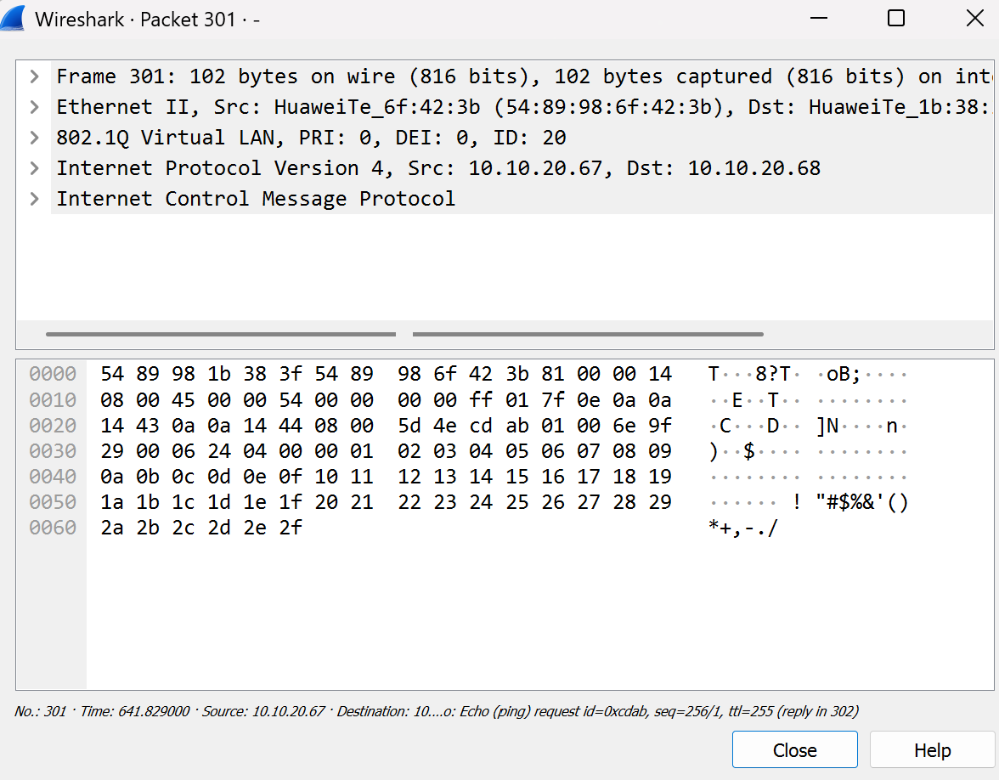 Wireshark · Packet 301 · -
Frame 301: 102 bytes on wire (816 bits), 102 bytes captured (816 bits) on int
Ethernet II, Src: HuaweiTe_6f:42:3b (54:89:98:6f:42:3b), Dst: HuaweiTe_1b:38:
802.1Q Virtual LAN, PRI: 0, DEI: 0, ID: 20
Internet Protocol Version 4, Src: 10.10.20.67, Dst: 10.10.20.68
Internet Control Message Protocol
0000 54 89 98 1b 38 3f 54 89 98 6f 42 3b 81 00 00 14 T···8?T· ·oB;····
0010 08 00 45 00 00 54 00 00 00 00 ff 01 7f 0e 0a 0a ··E··T·· ········
0020 14 43 0a 0a 14 44 08 00 5d 4e cd ab 01 00 6e 9f ·C···D·· ]N····n·
0030 29 00 06 24 04 00 00 01 02 03 04 05 06 07 08 09 )··$···· ········
0040 0a 0b 0c 0d 0e 0f 10 11 12 13 14 15 16 17 18 19 ········ ········
0050 1a 1b 1c 1d 1e 1f 20 21 22 23 24 25 26 27 28 29 ······ ! "#$%&'()
0060 2a 2b 2c 2d 2e 2f *+,-./
No.: 301 · Time: 641.829000 · Source: 10.10.20.67 · Destination: 10....o: Echo (ping) request id=0xcdab, seq=256/1, ttl=255 (reply in 302)
Close Help